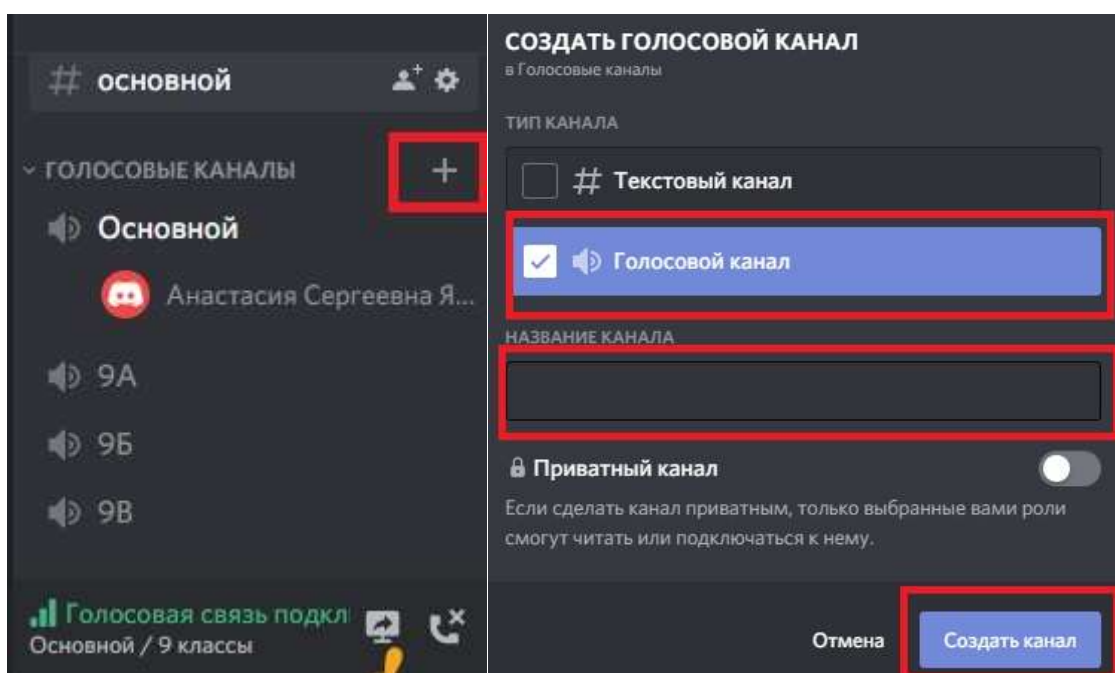 # основной
ГОЛОСОВЫЕ КАНАЛЫ
Основной
Анастасия Сергеевна Я...
9А
9Б
9В
Голосовая связь подкл
Основной / 9 классы
СОЗДАТЬ ГОЛОСОВОЙ КАНАЛ
в Голосовые каналы
ТИП КАНАЛА
# Текстовый канал
Голосовой канал
НАЗВАНИЕ КАНАЛА
Приватный канал
Если сделать канал приватным, только выбранные вами роли
смогут читать или подключаться к нему.
Отмена
Создать канал